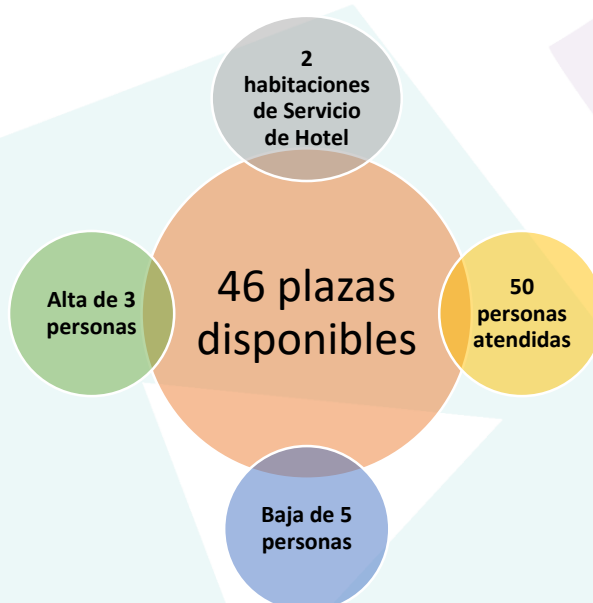 2
habitaciones
de Servicio
de Hotel
Alta de 3
personas
46 plazas
disponibles
50
personas
atendidas
Baja de 5
personas